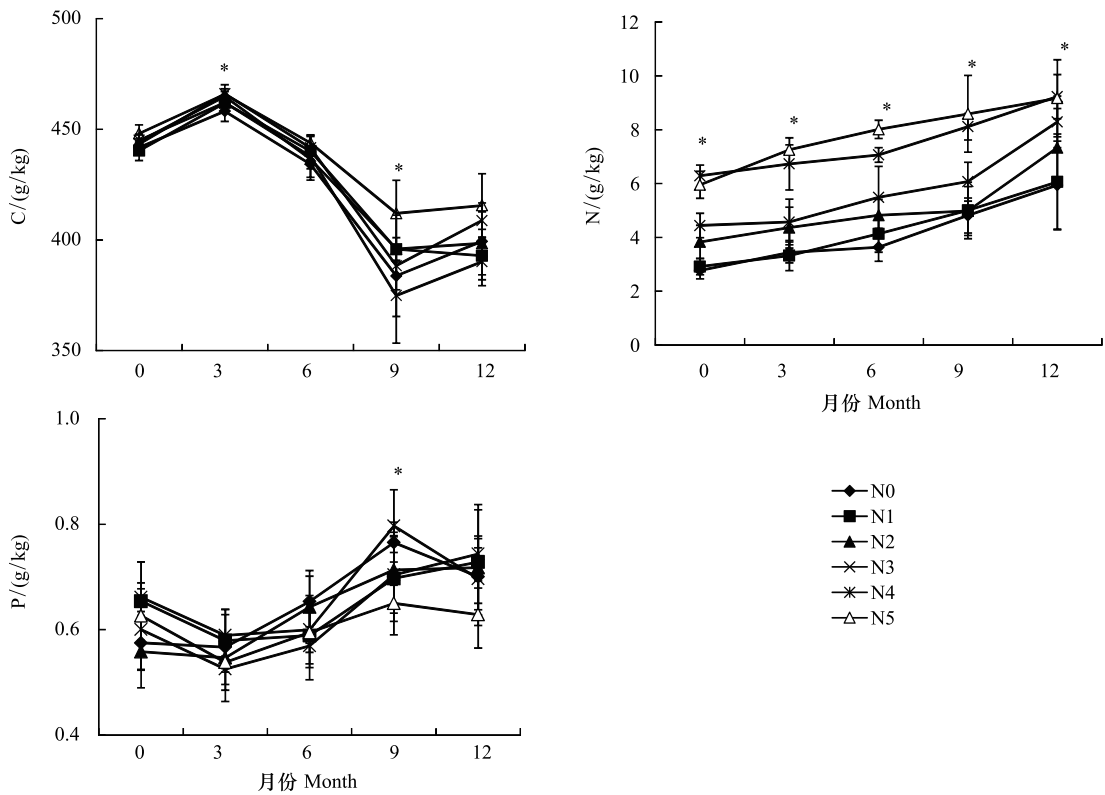 500
450
400
350
C/(g/kg)
*
*
0 3 6 9 12
12
10
8
6
4
2
0
N/(g/kg)
* * * * *
0 3 6 9 12
月份 Month
1.0
0.8
0.6
0.4
P/(g/kg)
*
0 3 6 9 12
月份 Month
N0
N1
N2
N3
N4
N5